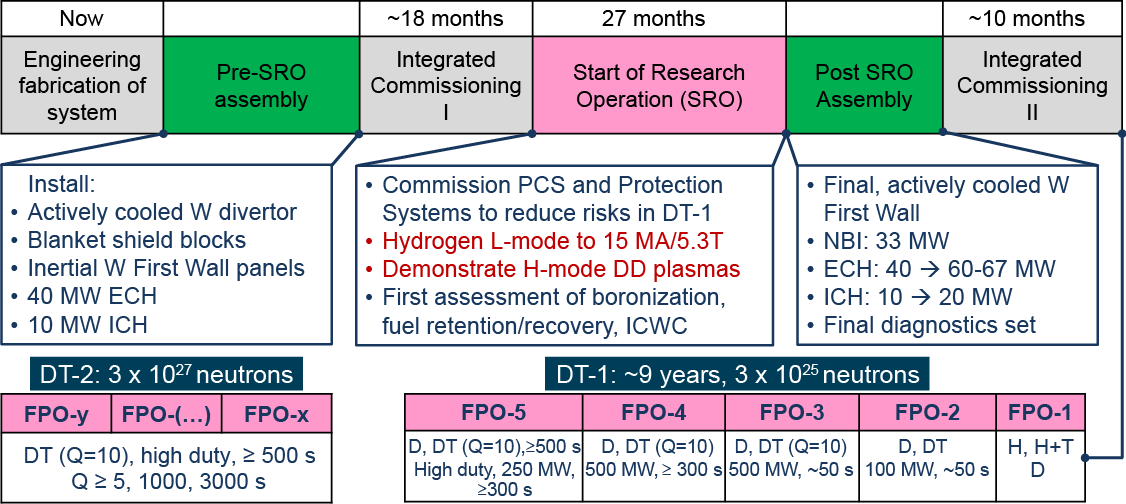 Now
~18 months
27 months
~10 months
Engineering
fabrication of
system
Pre-SRO
assembly
Integrated
Commissioning
I
Start of Research
Operation (SRO)
Post SRO
Assembly
Integrated
Commissioning
II
Install:
• Actively cooled W divertor
• Blanket shield blocks
• Inertial W First Wall panels
• 40 MW ECH
• 10 MW ICH
• Commission PCS and Protection
Systems to reduce risks in DT-1
• Hydrogen L-mode to 15 MA/5.3T
• Demonstrate H-mode DD plasmas
• First assessment of boronization,
fuel retention/recovery, ICWC
• Final, actively cooled W
First Wall
• NBI: 33 MW
• ECH: 40 → 60-67 MW
• ICH: 10 → 20 MW
• Final diagnostics set
DT-2: 3 x 10²⁷ neutrons
FPO-y
FPO-(…)
FPO-x
DT (Q=10), high duty, ≥ 500 s
Q ≥ 5, 1000, 3000 s
DT-1: ~9 years, 3 x 10²⁵ neutrons
FPO-5
FPO-4
FPO-3
FPO-2
FPO-1
D, DT (Q=10),≥500 s
High duty, 250 MW,
≥300 s
D, DT (Q=10)
500 MW, ≥ 300 s
D, DT (Q=10)
500 MW, ~50 s
D, DT
100 MW, ~50 s
H, H+T
D